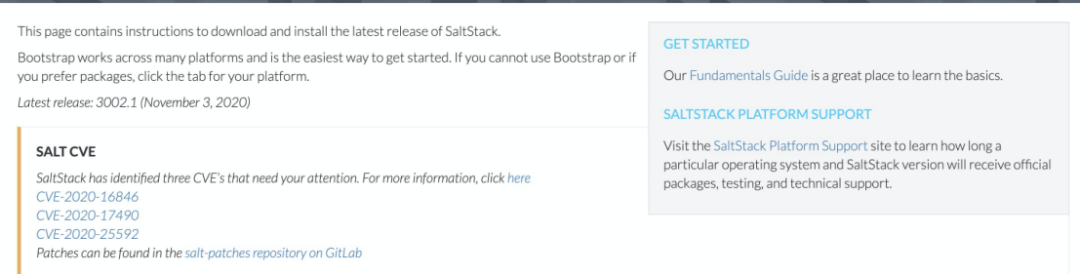 This page contains instructions to download and install the latest release of SaltStack.
Bootstrap works across many platforms and is the easiest way to get started. If you cannot use Bootstrap or if
you prefer packages, click the tab for your platform.
Latest release: 3002.1 (November 3, 2020)
SALT CVE
SaltStack has identified three CVE's that need your attention. For more information, click here
CVE-2020-16846
CVE-2020-17490
CVE-2020-25592
Patches can be found in the salt-patches repository on GitLab
GET STARTED
Our Fundamentals Guide is a great place to learn the basics.
SALTSTACK PLATFORM SUPPORT
Visit the SaltStack Platform Support site to learn how long a
particular operating system and SaltStack version will receive official
packages, testing, and technical support.